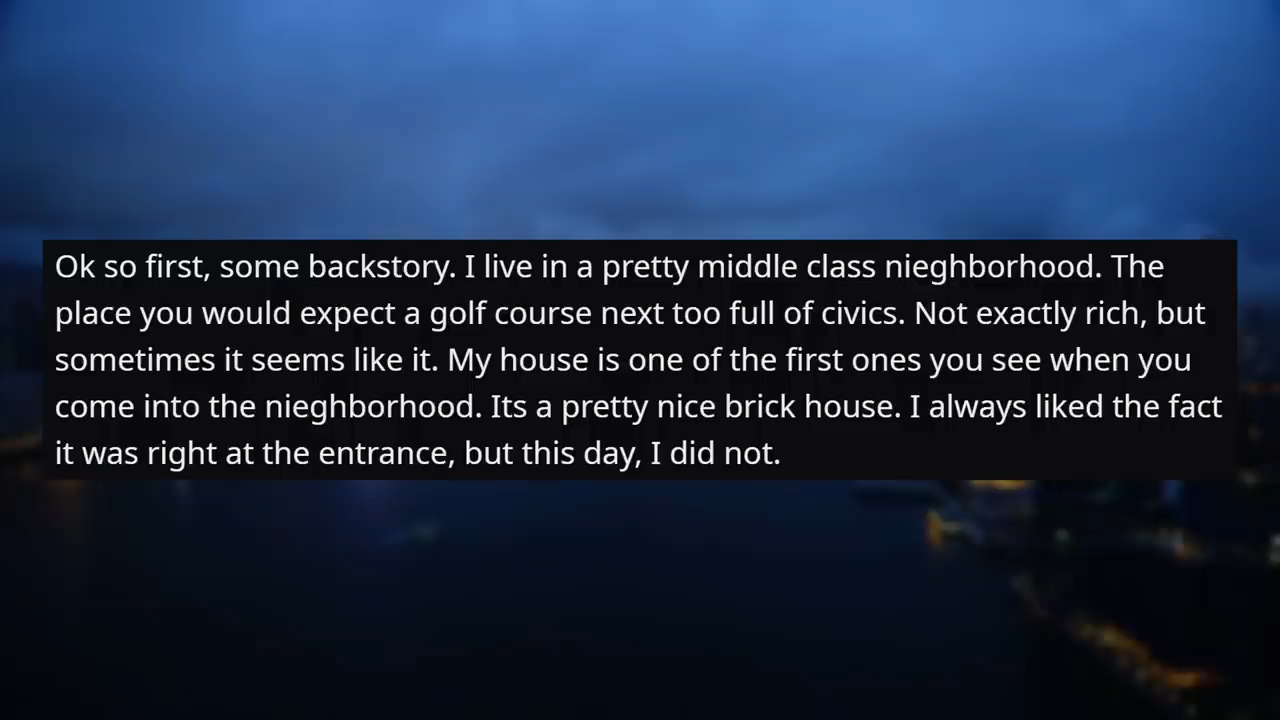 Ok so first, some backstory. I live in a pretty middle class nieghborhood. The
place you would expect a golf course next too full of civics. Not exactly rich, but
sometimes it seems like it. My house is one of the first ones you see when you
come into the nieghborhood. Its a pretty nice brick house. I always liked the fact
it was right at the entrance, but this day, I did not.